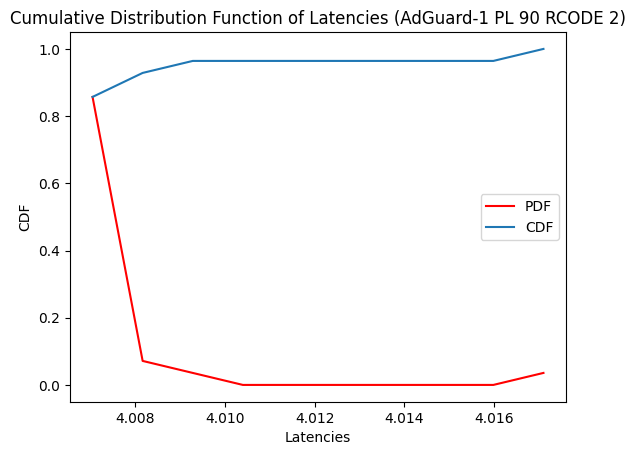 Cumulative Distribution Function of Latencies (AdGuard-1 PL 90 RCODE 2)
1.0
0.8
0.6
0.4
0.2
0.0
CDF
PDF
CDF
4.008
4.010
4.012
4.014
4.016
Latencies